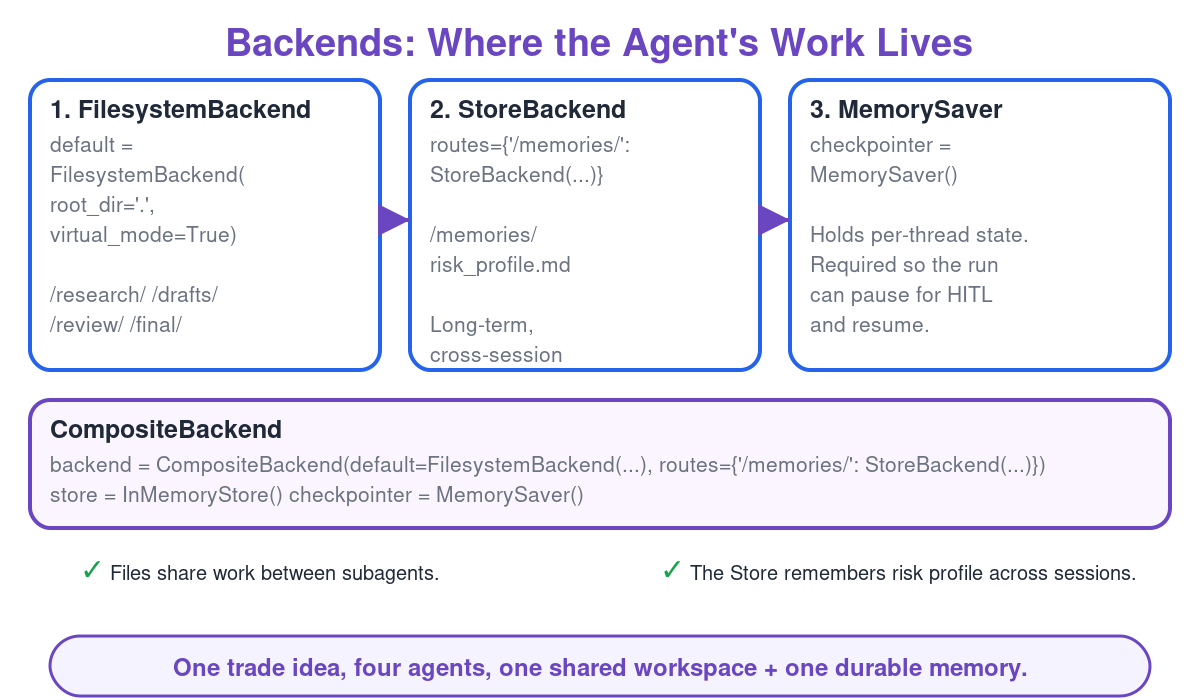 Backends: Where the Agent's Work Lives
1. FilesystemBackend
default =
FilesystemBackend(
root_dir='.',
virtual_mode=True)
/research/ /drafts/
/review/ /final/
2. StoreBackend
routes={'/memories/':
StoreBackend(...)}
/memories/
risk_profile.md
Long-term,
cross-session
3. MemorySaver
checkpointer =
MemorySaver()
Holds per-thread state.
Required so the run
can pause for HITL
and resume.
CompositeBackend
backend = CompositeBackend(default=FilesystemBackend(...), routes={'/memories/': StoreBackend(...)})
store = InMemoryStore() checkpointer = MemorySaver()
✓ Files share work between subagents.
✓ The Store remembers risk profile across sessions.
One trade idea, four agents, one shared workspace + one durable memory.